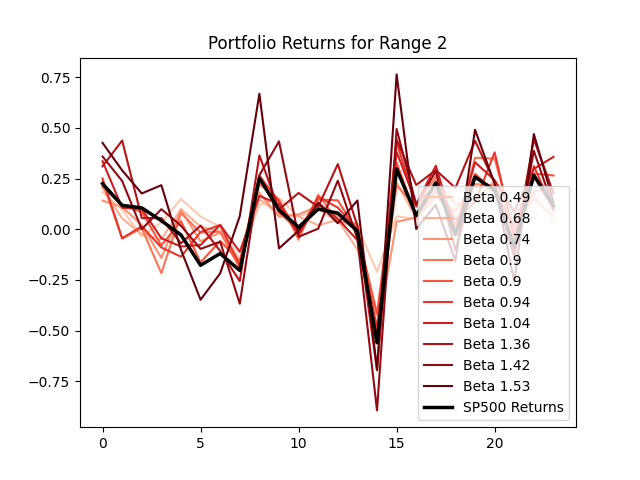 Portfolio Returns for Range 2
0.75
0.50
0.25
0.00
−0.25
−0.50
−0.75
0
5
10
15
20
Beta 0.49
Beta 0.68
Beta 0.74
Beta 0.9
Beta 0.9
Beta 0.94
Beta 1.04
Beta 1.36
Beta 1.42
Beta 1.53
SP500 Returns